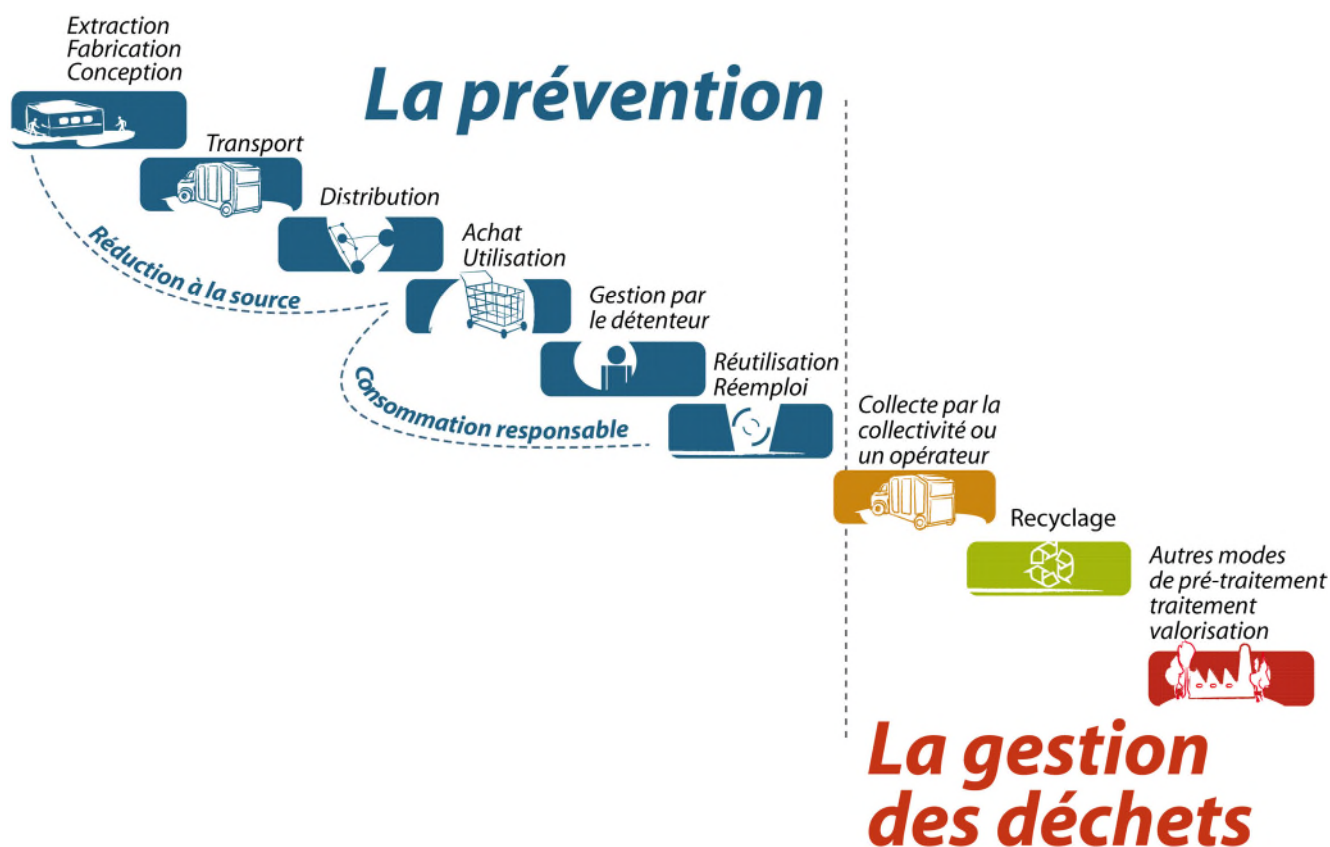 Extraction
Fabrication
Conception
La prévention
Transport
Distribution
Réduction à la source
Achat
Utilisation
Gestion par
le détenteur
Consommation responsable
Réutilisation
Réemploi
Collecte par la
collectivité ou
un opérateur
Recyclage
Autres modes
de pré-traitement
traitement
valorisation
La gestion
des déchets